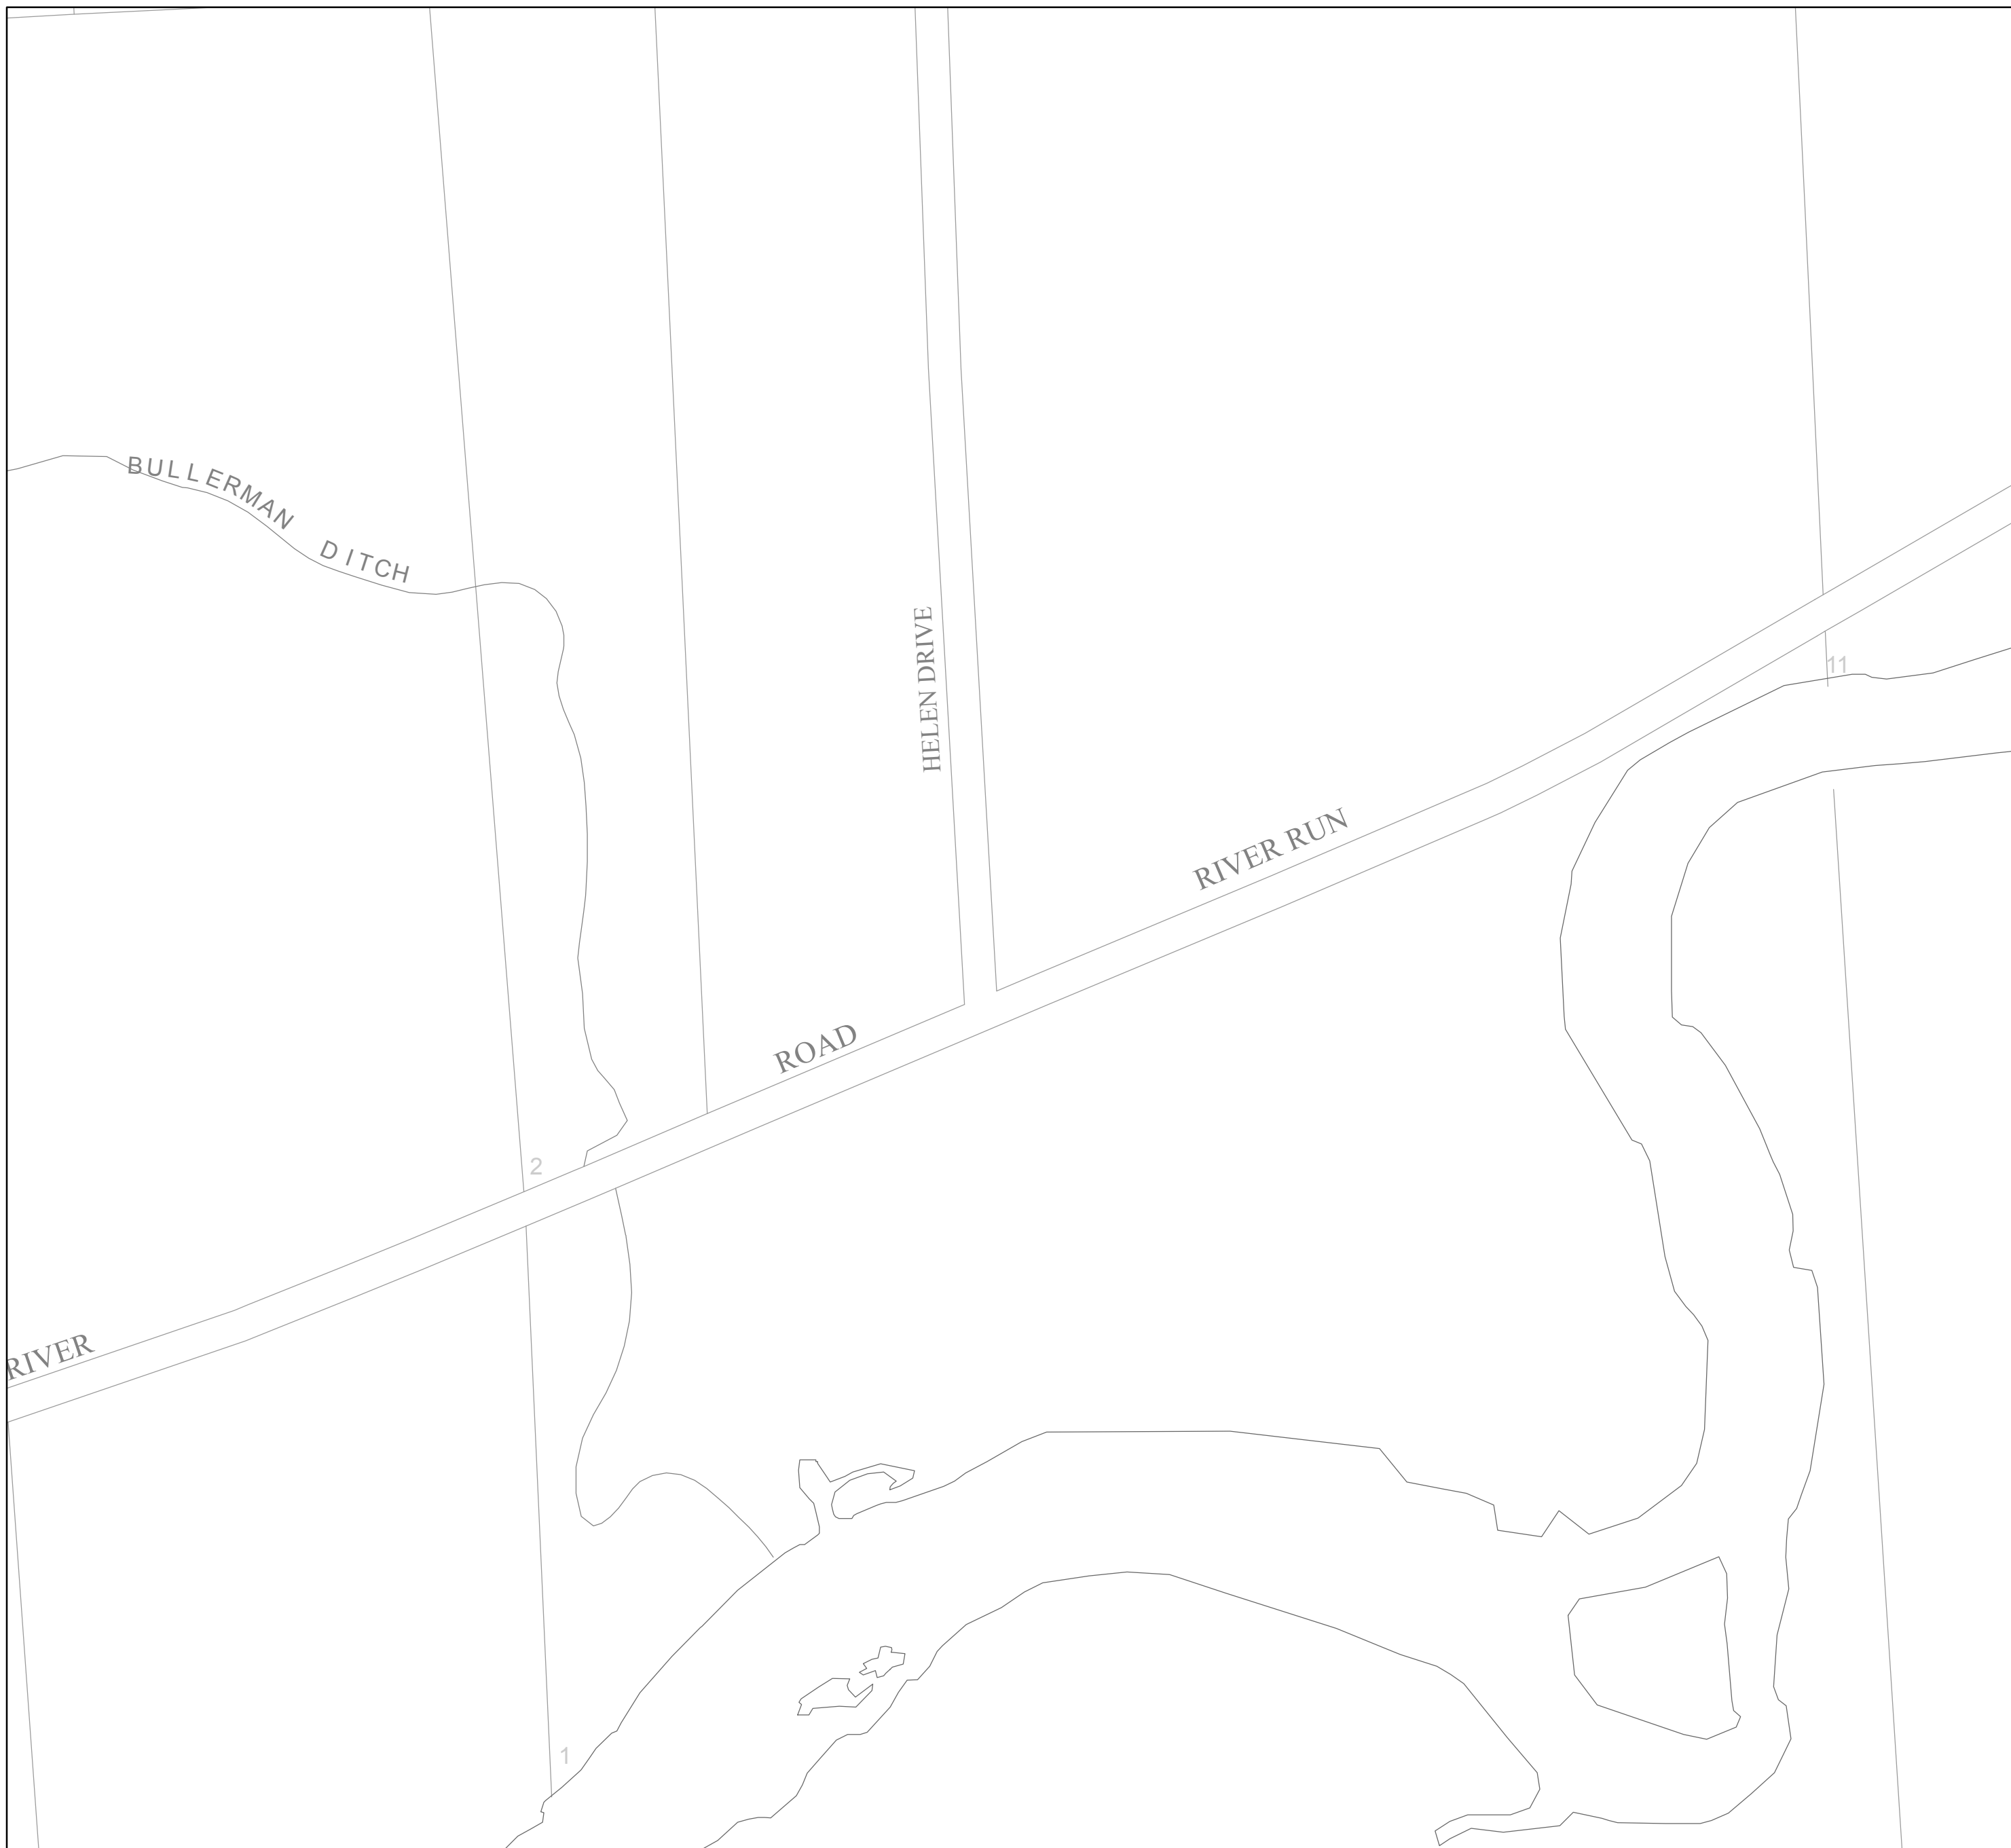 BULLERMAN DITCH
HELEN DRIVE
11
RIVER RUN
ROAD
2
RIVER
1